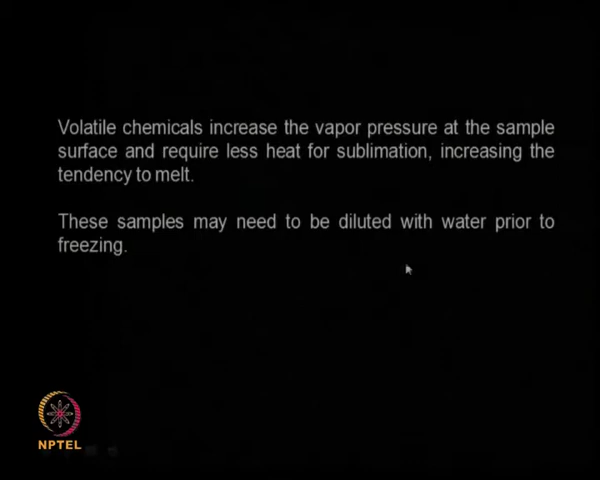 Volatile chemicals increase the vapor pressure at the sample
surface and require less heat for sublimation, increasing the
tendency to melt.
These samples may need to be diluted with water prior to
freezing.
NPTEL